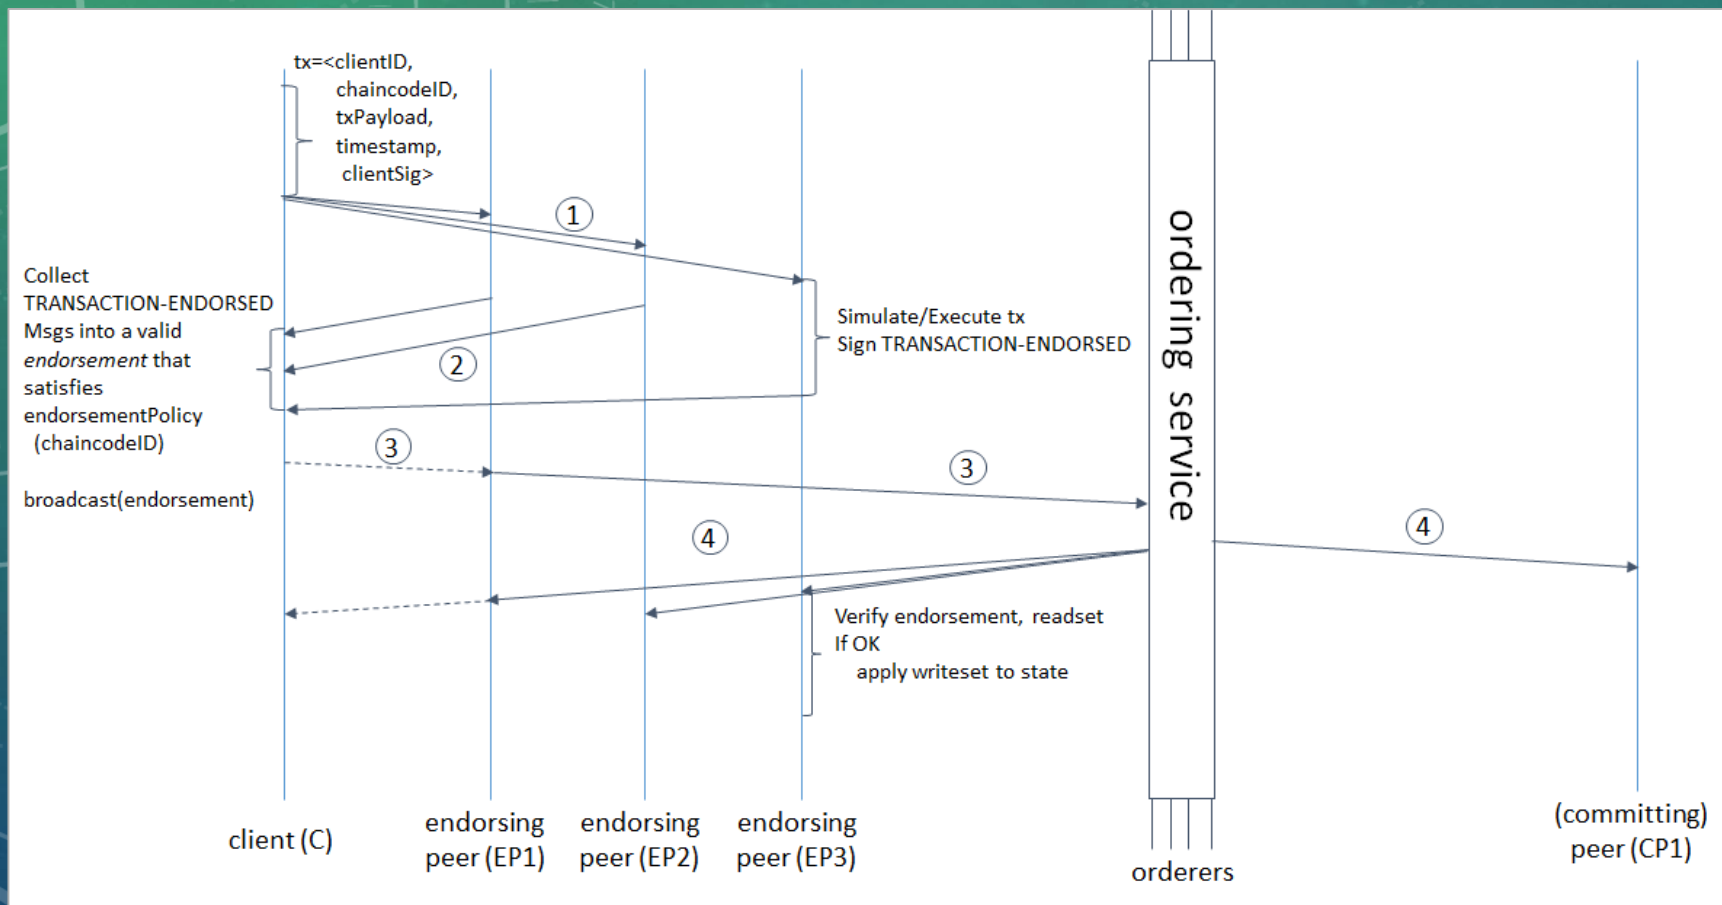 tx=<clientID,
chaincodeID,
txPayload,
timestamp,
clientSig>
1
Collect
TRANSACTION-ENDORSED
Msgs into a valid
endorsement that
satisfies
endorsementPolicy
(chaincodeID)
2
Simulate/Execute tx
Sign TRANSACTION-ENDORSED
3
3
broadcast(endorsement)
4
4
ordering service
Verify endorsement, readset
If OK
apply writeset to state
client (C)
endorsing
peer (EP1)
endorsing
peer (EP2)
endorsing
peer (EP3)
orderers
(committing)
peer (CP1)